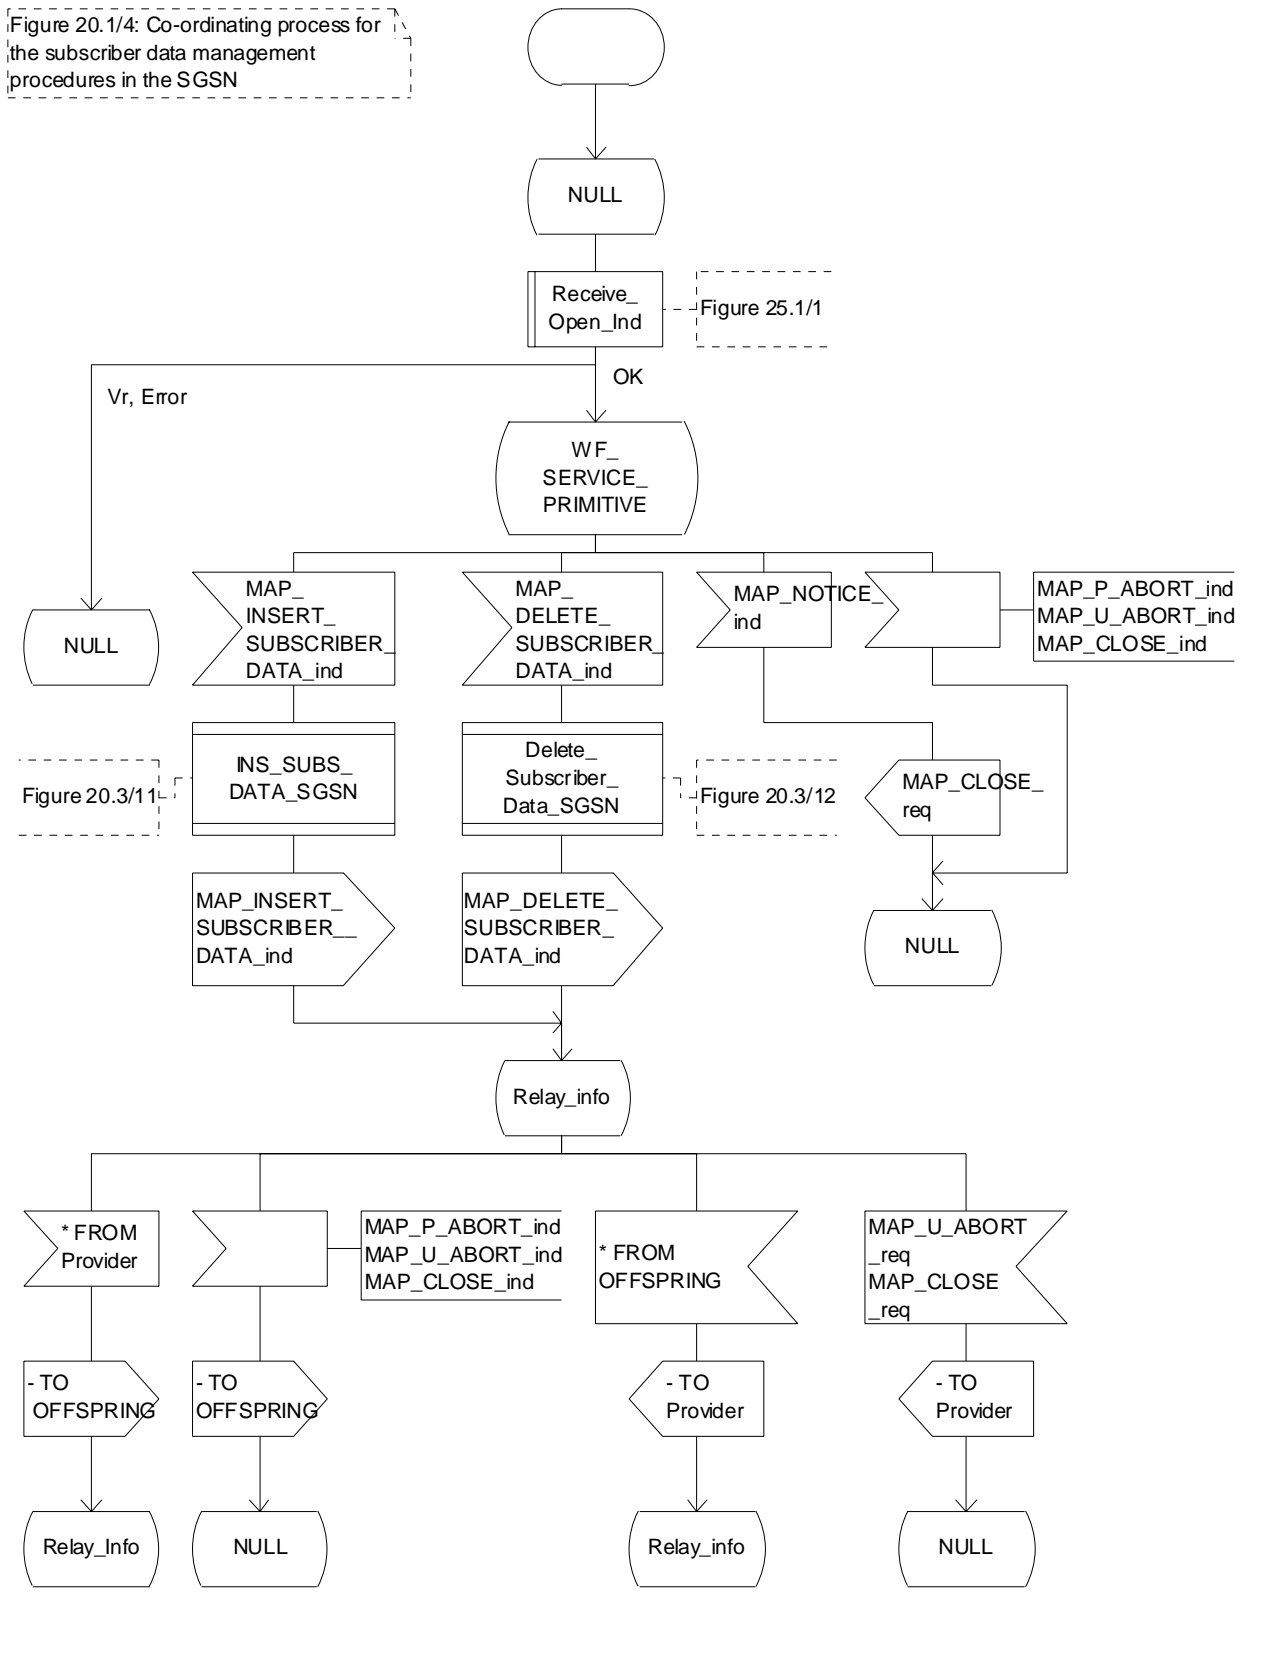 Figure 20.1/4: Co-ordinating process for
the subscriber data management
procedures in the SGSN
NULL
Receive_
Open_Ind
Figure 25.1/1
OK
Vr, Error
WF_
SERVICE_
PRIMITIVE
NULL
MAP_
INSERT_
SUBSCRIBER_
DATA_ind
MAP_
DELETE_
SUBSCRIBER_
DATA_ind
MAP_NOTICE_
ind
MAP_P_ABORT_ind
MAP_U_ABORT_ind
MAP_CLOSE_ind
Figure 20.3/11
INS_SUBS_
DATA_SGSN
Delete_
Subscriber_
Data_SGSN
Figure 20.3/12
MAP_CLOSE_
req
MAP_INSERT_
SUBSCRIBER__
DATA_ind
MAP_DELETE_
SUBSCRIBER_
DATA_ind
NULL
Relay_info
* FROM
Provider
MAP_P_ABORT_ind
MAP_U_ABORT_ind
MAP_CLOSE_ind
* FROM
OFFSPRING
MAP_U_ABORT
_req
MAP_CLOSE
_req
- TO
OFFSPRING
- TO
OFFSPRING
- TO
Provider
- TO
Provider
Relay_Info
NULL
Relay_info
NULL